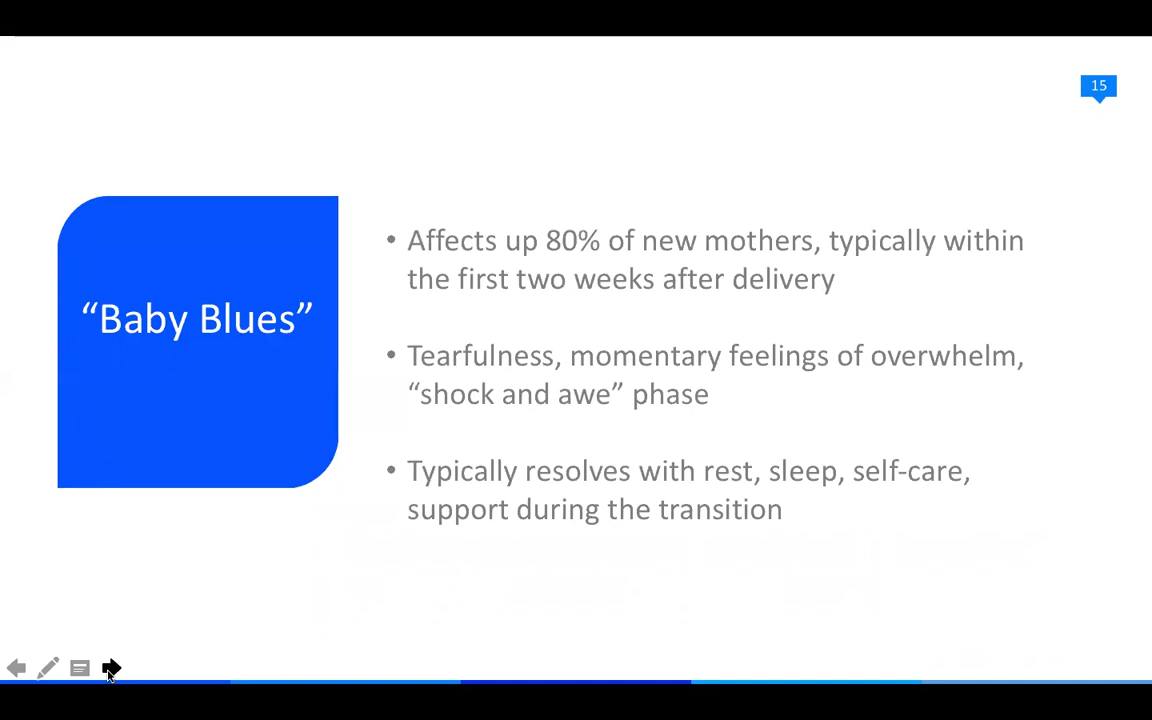 15
“Baby Blues”
• Affects up 80% of new mothers, typically within
the first two weeks after delivery
• Tearfulness, momentary feelings of overwhelm,
“shock and awe” phase
• Typically resolves with rest, sleep, self-care,
support during the transition